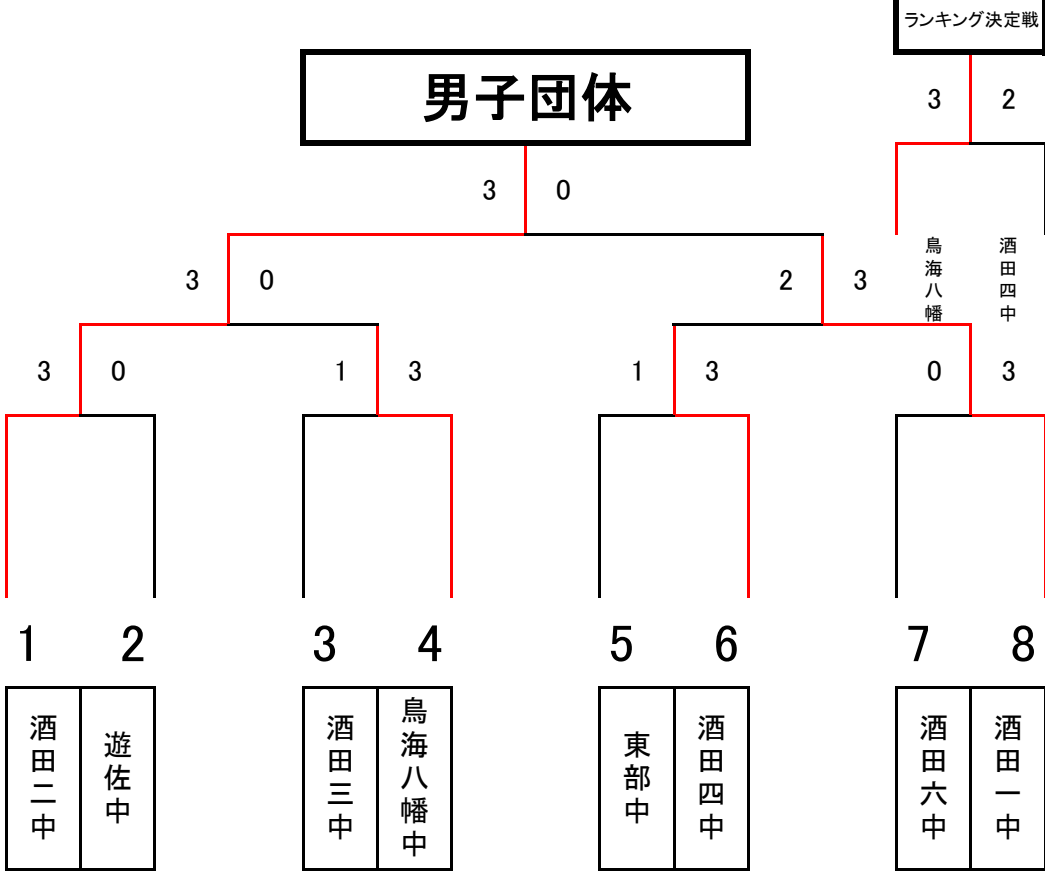 ランキング決定戦
男子団体
3 2
3 0
鳥海八幡
酒田四中
3 0 2 3
3 0 1 3 1 3 0 3
1 2 3 4 5 6 7 8
酒田二中
遊佐中
酒田三中
鳥海八幡中
東部中
酒田四中
酒田六中
酒田一中